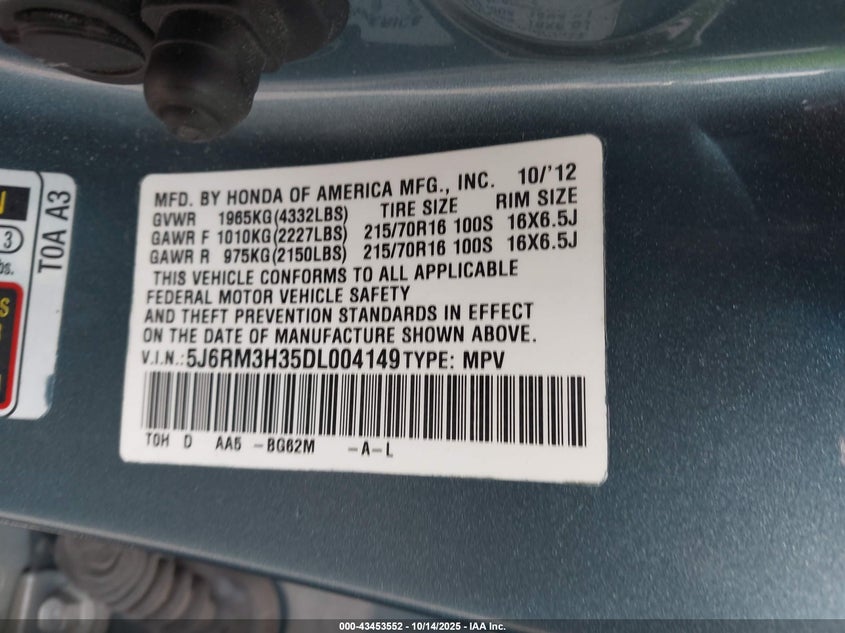 MFD. BY HONDA OF AMERICA MFG., INC. 10/'12
GVWR 1965KG(4332LBS) TIRE SIZE RIM SIZE
GAWR F 1010KG(2227LBS) 215/70R16 100S 16X6.5J
GAWR R 975KG(2150LBS) 215/70R16 100S 16X6.5J
THIS VEHICLE CONFORMS TO ALL APPLICABLE
FEDERAL MOTOR VEHICLE SAFETY
AND THEFT PREVENTION STANDARDS IN EFFECT
ON THE DATE OF MANUFACTURE SHOWN ABOVE.
V.I.N.: 5J6RM3H35DL004149 TYPE: MPV
TOH D AA5 -BG62M -A-L
TOA A3
3
000-43453552 - 10/14/2025 - IAA Inc.